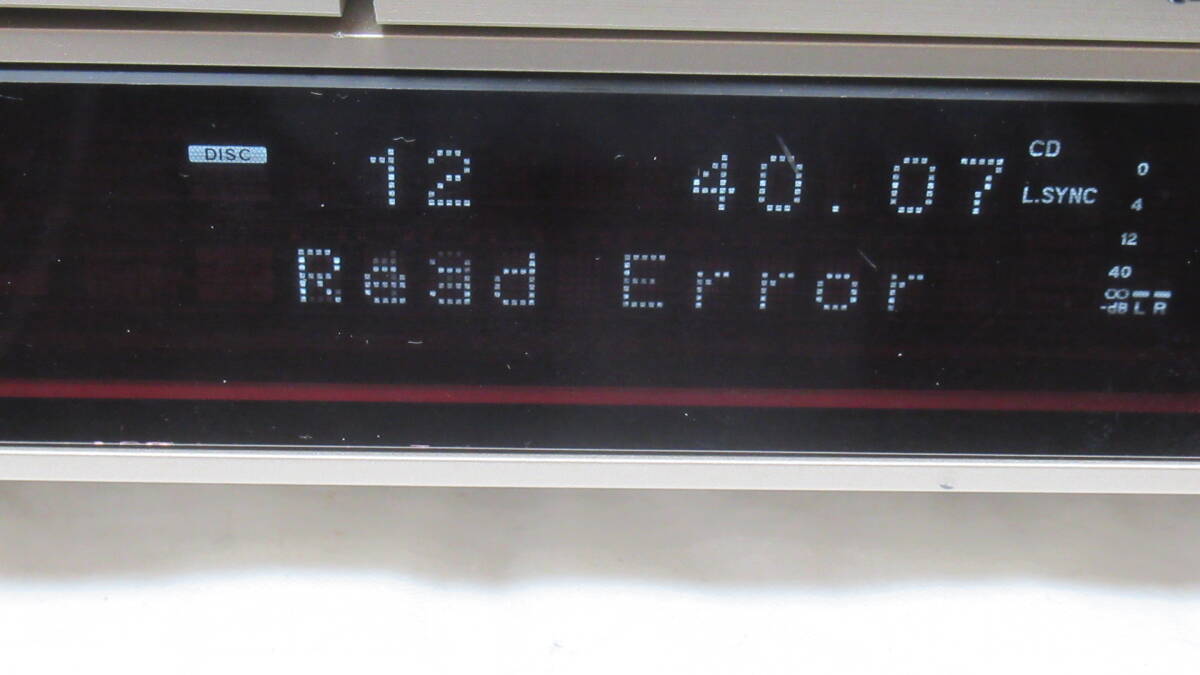 DISC 12 40.07 CD
L.SYNC
Read Error
0
4
12
40
∞
-dB L R